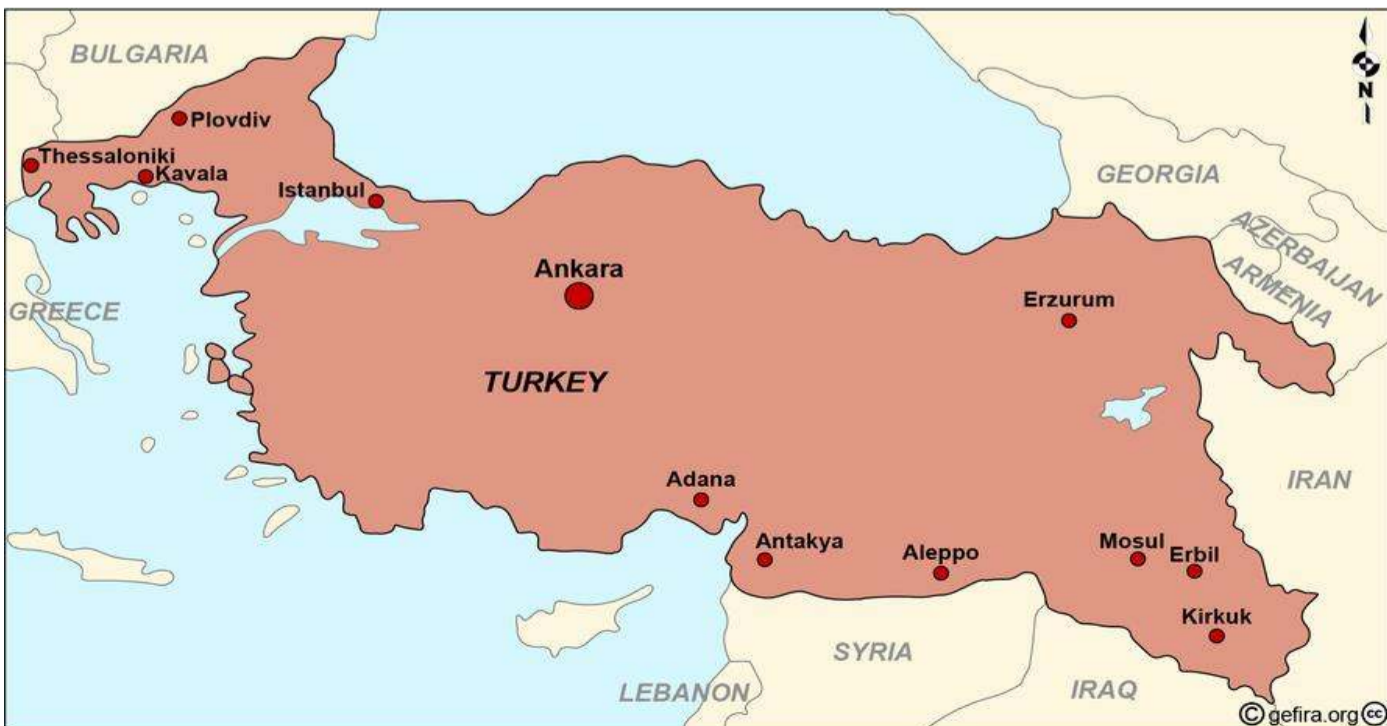 BULGARIA
N
Plovdiv
Thessaloniki
Kavala
GEORGIA
Istanbul
AZERBAIJAN
ARMENIA
Ankara
Erzurum
GREECE
TURKEY
Adana
IRAN
Antakya
Aleppo
Mosul
Erbil
Kirkuk
SYRIA
LEBANON
IRAQ
© gefira.org cc